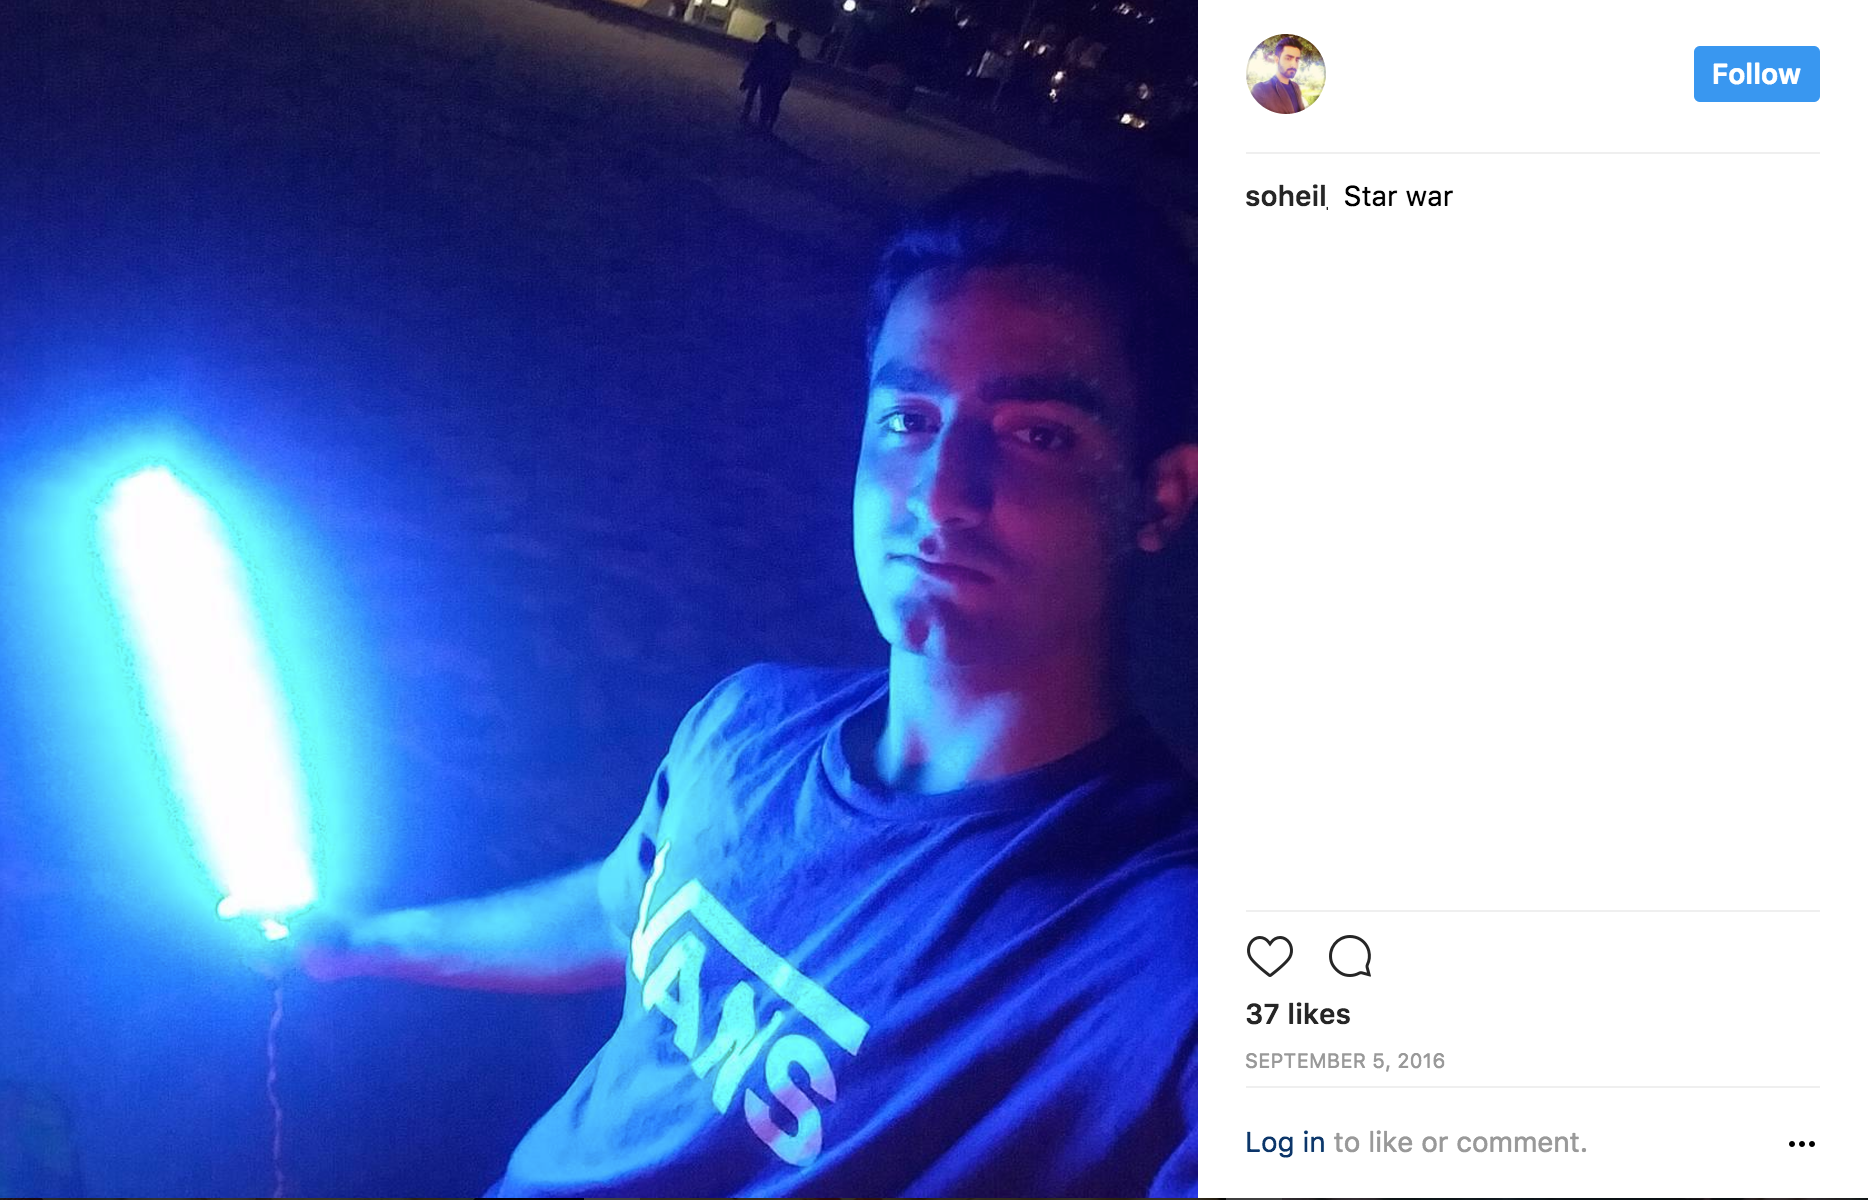 VANS
Follow
soheil Star war
37 likes
SEPTEMBER 5, 2016
Log in to like or comment.